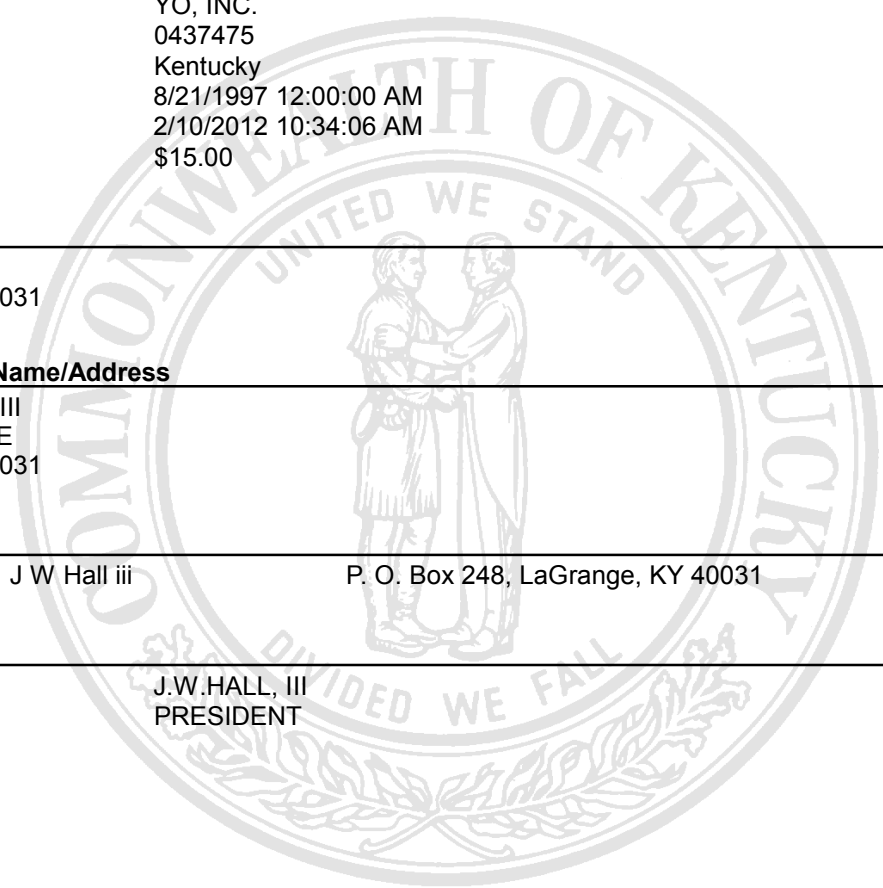 YO, INC.
0437475
Kentucky
8/21/1997 12:00:00 AM
2/10/2012 10:34:06 AM
$15.00
031
Name/Address
III
E
031
J W Hall iii P. O. Box 248, LaGrange, KY 40031
J.W.HALL, III
PRESIDENT
COMMONWEALTH OF KENTUCKY
UNITED WE STAND
DIVIDED WE FALL